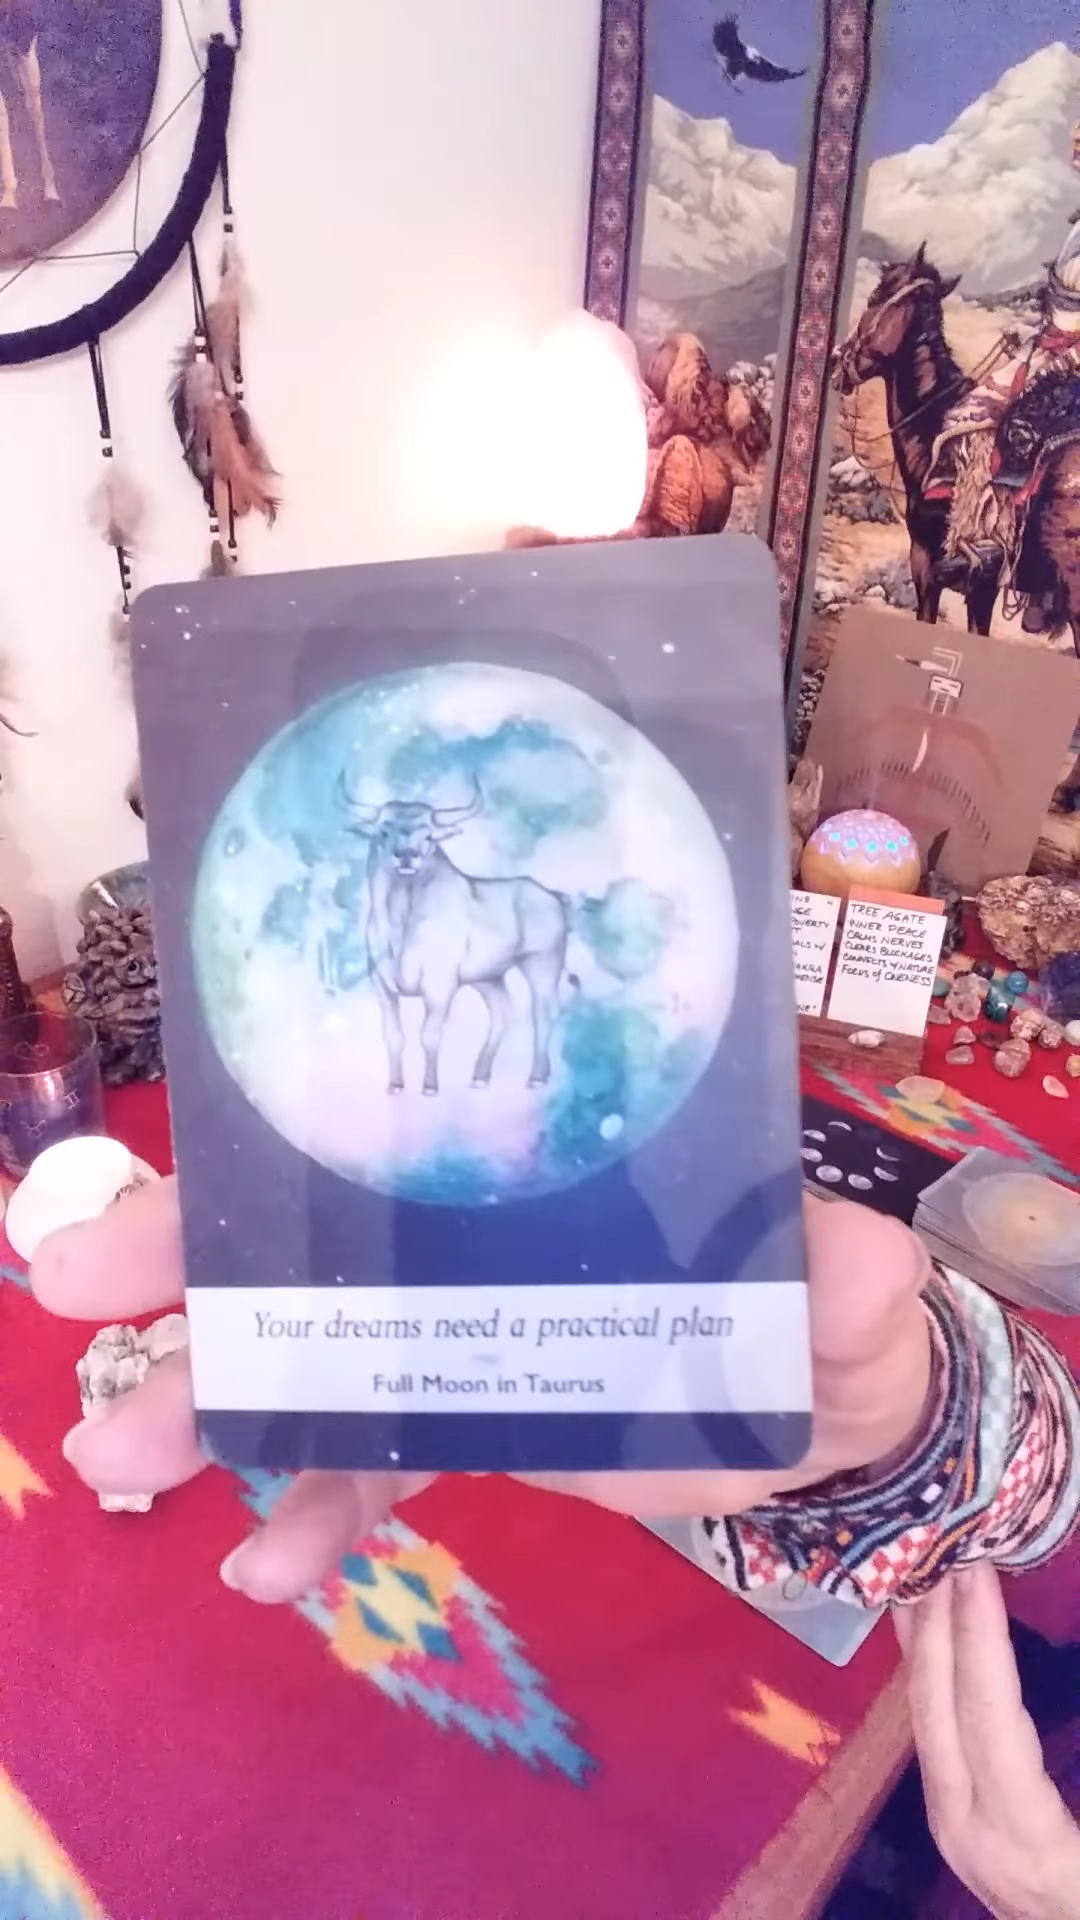 TREE AGATE
INNER PEACE
CALMS NERVES
CLEARS BLOCKAGES
CONNECTS W/NATURE
FOCUS of ONENESS
Your dreams need a practical plan
Full Moon in Taurus